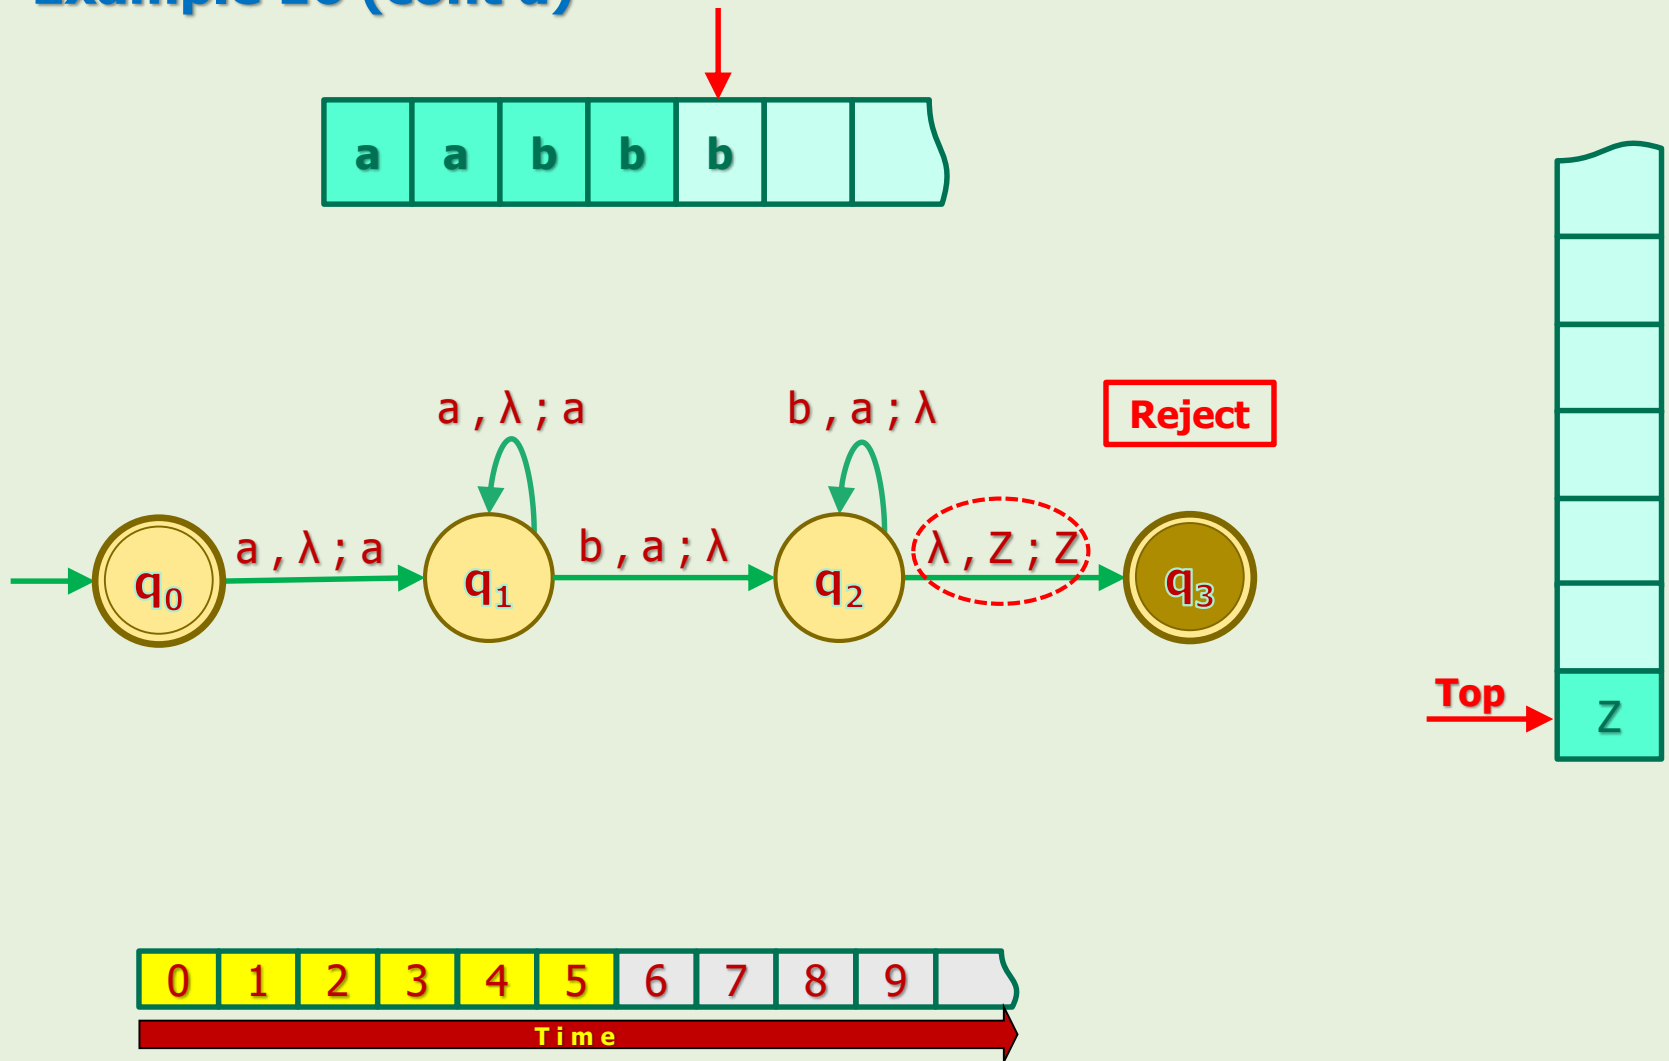 a a b b b
a , λ ; a
b , a ; λ
Reject
a , λ ; a
b , a ; λ
λ , Z ; Z
q0
q1
q2
q3
Top
Z
0 1 2 3 4 5 6 7 8 9
Time